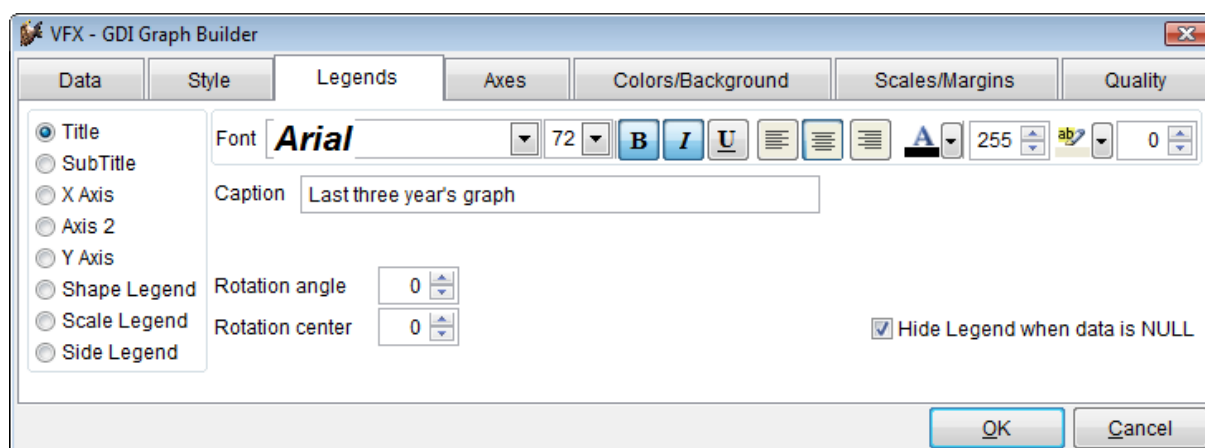 VFX - GDI Graph Builder
Data Style Legends Axes Colors/Background Scales/Margins Quality
Title
SubTitle
X Axis
Axis 2
Y Axis
Shape Legend
Scale Legend
Side Legend
Font Arial 72 B I U A 255 ab 0
Caption Last three year's graph
Rotation angle 0
Rotation center 0
Hide Legend when data is NULL
OK Cancel